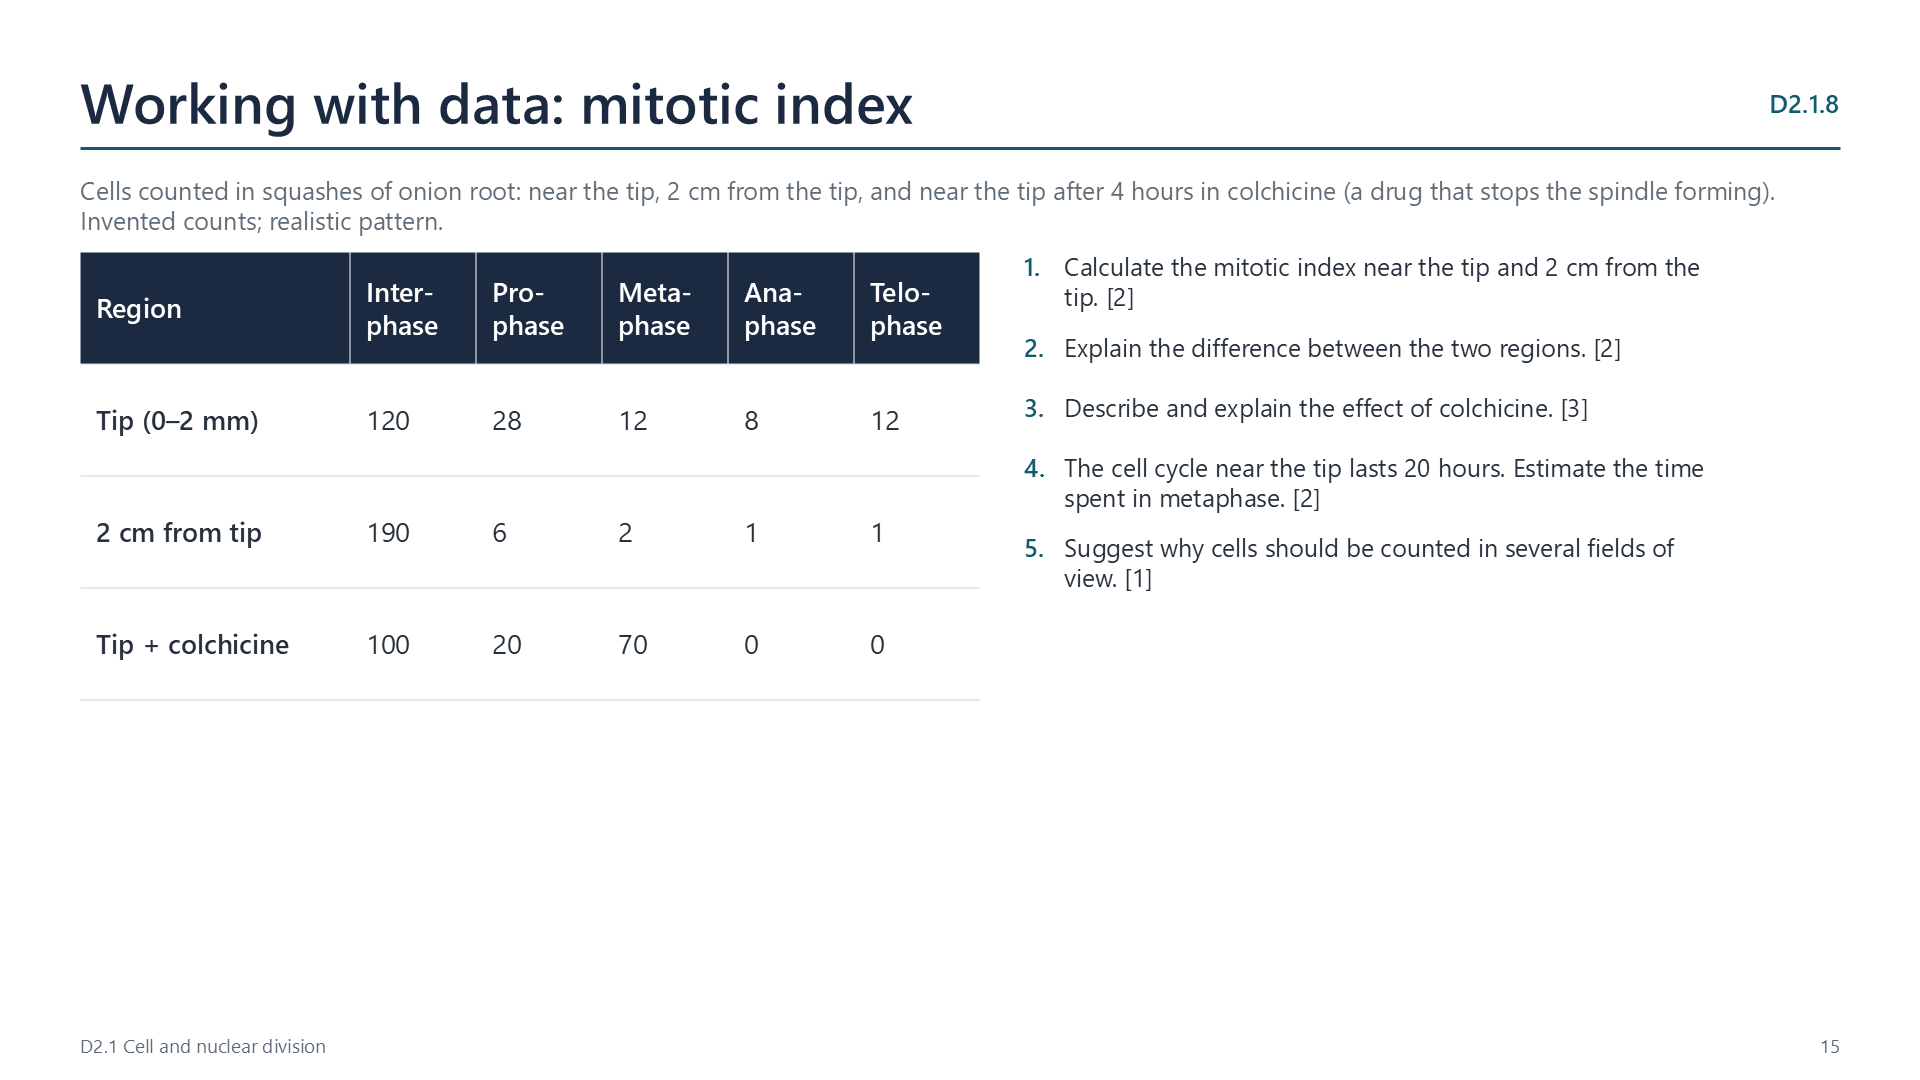 Working with data: mitotic index
D2.1.8
Cells counted in squashes of onion root: near the tip, 2 cm from the tip, and near the tip after 4 hours in colchicine (a drug that stops the spindle forming).
Invented counts; realistic pattern.
Region Inter-phase Pro-phase Meta-phase Ana-phase Telo-phase
Tip (0–2 mm) 120 28 12 8 12
2 cm from tip 190 6 2 1 1
Tip + colchicine 100 20 70 0 0
1. Calculate the mitotic index near the tip and 2 cm from the
tip. [2]
2. Explain the difference between the two regions. [2]
3. Describe and explain the effect of colchicine. [3]
4. The cell cycle near the tip lasts 20 hours. Estimate the time
spent in metaphase. [2]
5. Suggest why cells should be counted in several fields of
view. [1]
D2.1 Cell and nuclear division
15